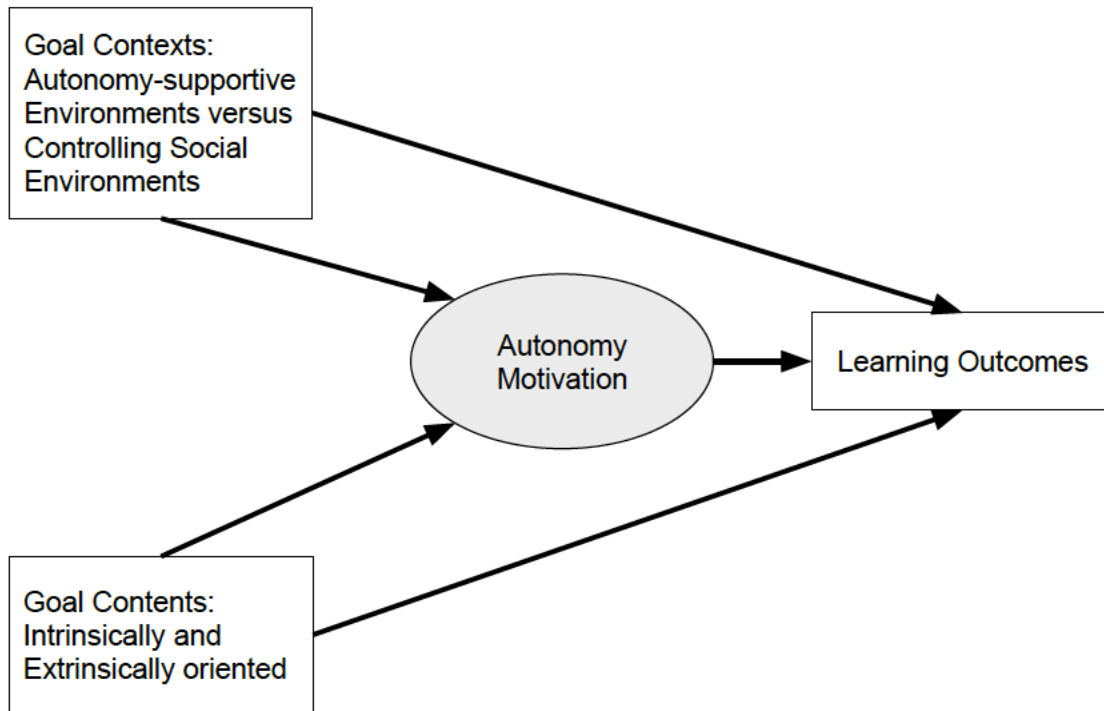 Goal Contexts:
Autonomy-supportive
Environments versus
Controlling Social
Environments
Autonomy
Motivation
Learning Outcomes
Goal Contents:
Intrinsically and
Extrinsically oriented